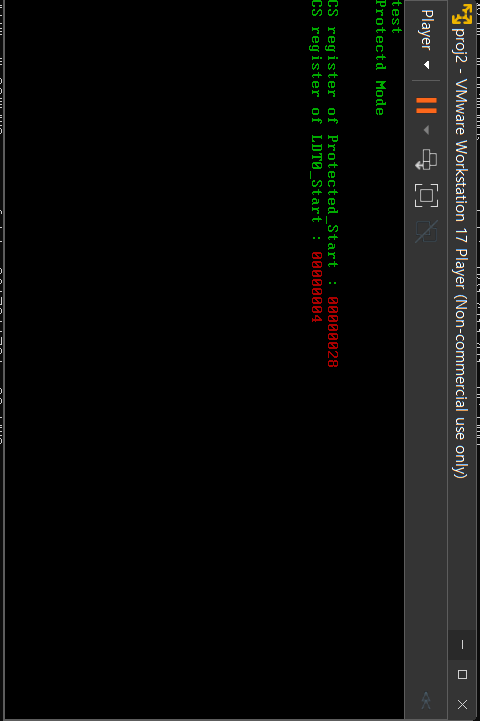 proj2 - VMware Workstation 17 Player (Non-commercial use only)
Player
test
Protectd Mode
CS register of Protected_Start : 00000028
CS register of LDT0_Start : 00000004